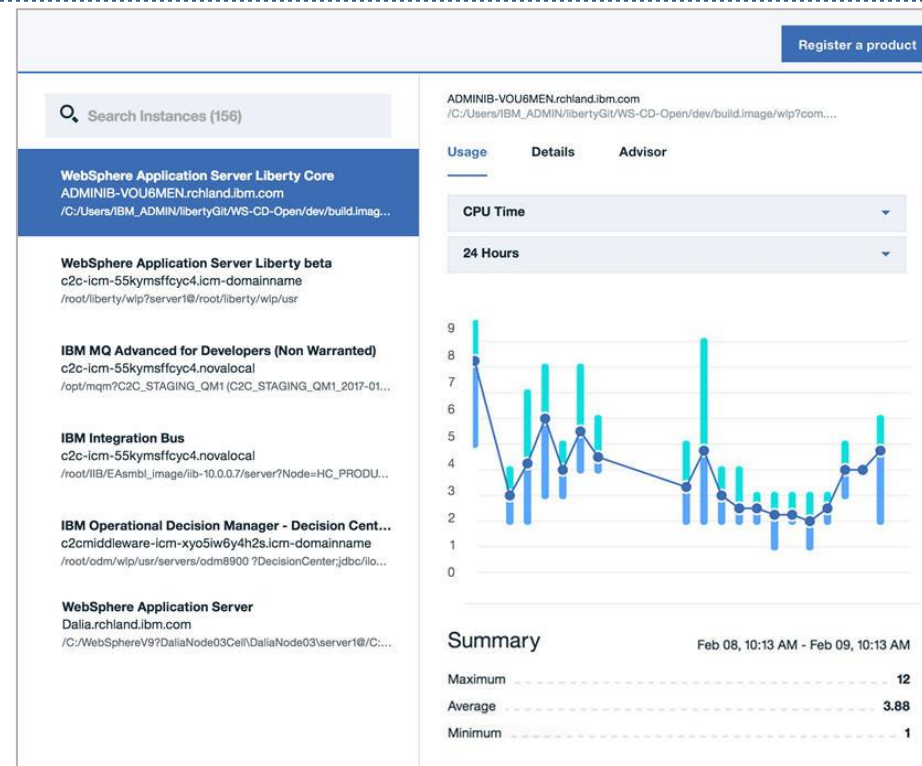 Register a product
Search Instances (156)
WebSphere Application Server Liberty Core
ADMINIB-VOU6MEN.rchland.ibm.com
/C:/Users/IBM_ADMIN/libertyGit/WS-CD-Open/dev/build.imag...
WebSphere Application Server Liberty beta
c2c-icm-55kymsffcyc4.icm-domainname
/root/liberty/wlp?server1@/root/liberty/wlp/usr
IBM MQ Advanced for Developers (Non Warranted)
c2c-icm-55kymsffcyc4.novalocal
/opt/mqm?C2C_STAGING_QM1 (C2C_STAGING_QM1_2017-01...
IBM Integration Bus
c2c-icm-55kymsffcyc4.novalocal
/root/IIB/EAsmbl_image/iib-10.0.0.7/server?Node=HC_PRODU...
IBM Operational Decision Manager - Decision Cent...
c2cmiddleware-icm-xyo5iw6y4h2s.icm-domainname
/root/odm/wlp/usr/servers/odm8900 ?DecisionCenter;jdbc/ilo...
WebSphere Application Server
Dalia.rchland.ibm.com
/C:/WebSphereV9?DaliaNode03Cell\DaliaNode03\server1@/C:...
ADMINIB-VOU6MEN.rchland.ibm.com
/C:/Users/IBM_ADMIN/libertyGit/WS-CD-Open/dev/build.image/wlp?com....
Usage Details Advisor
CPU Time
24 Hours
9
8
7
6
5
4
3
2
1
0
Summary Feb 08, 10:13 AM - Feb 09, 10:13 AM
Maximum 12
Average 3.88
Minimum 1